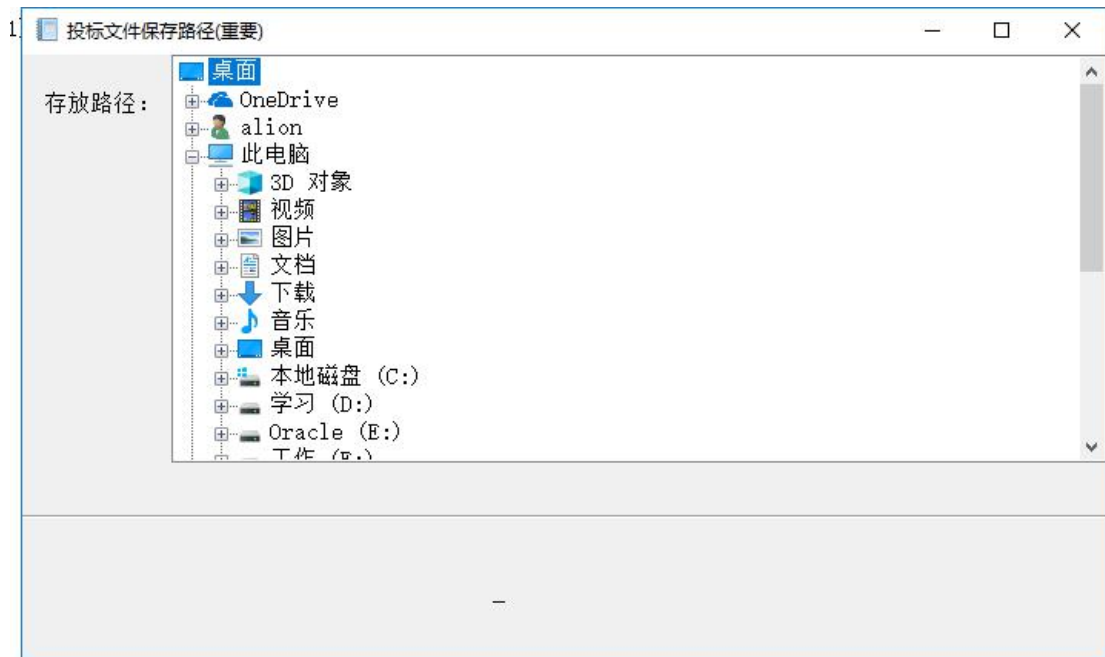 投标文件保存路径(重要)
存放路径：
桌面
OneDrive
alion
此电脑
3D 对象
视频
图片
文档
下载
音乐
桌面
本地磁盘 (C:)
学习 (D:)
Oracle (E:)
工作 (F:)